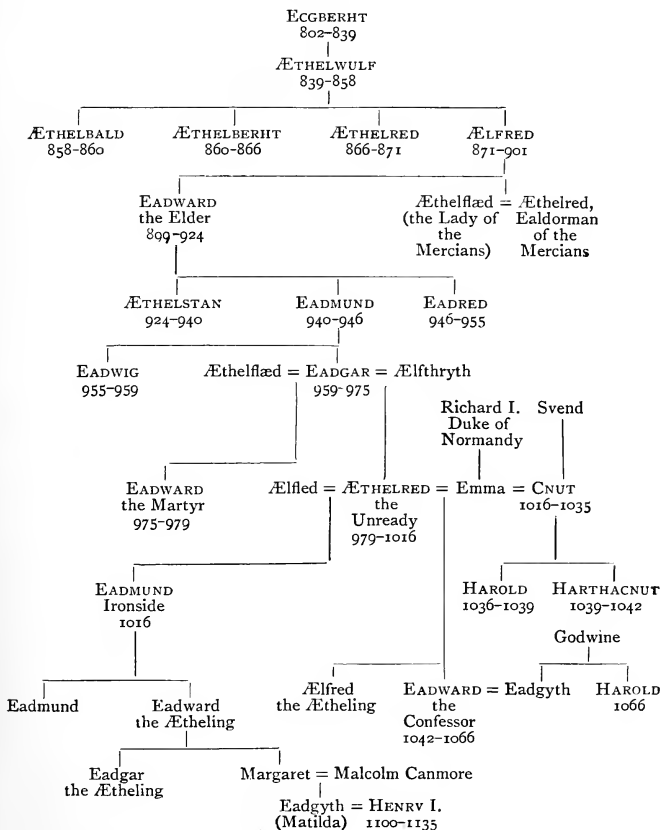 ECGBERHT
802-839
ÆTHELWULF
839-858
ÆTHELBALD ÆTHELBERHT ÆTHELRED ÆLFRED
858-860 860-866 866-871 871-901
EADWARD Æthelflæd = Æthelred,
the Elder (the Lady of Ealdorman
899-924 the of the
Mercians) Mercians
ÆTHELSTAN EADMUND EADRED
924-940 940-946 946-955
EADWIG Æthelflæd = EADGAR = Ælfthryth
955-959 959-975
Richard I. Svend
Duke of
Normandy
EADWARD Ælfled = ÆTHELRED = Emma = CNUT
the Martyr the 1016-1035
975-979 Unready
979-1016
EADMUND HAROLD HARTHACNUT
Ironside 1036-1039 1039-1042
1016
Godwine
Eadmund Eadward Ælfred EADWARD = Eadgyth HAROLD
the Ætheling the Ætheling the 1066
Confessor
1042-1066
Eadgar Margaret = Malcolm Canmore
the Ætheling
Eadgyth = HENRY I.
(Matilda) 1100-1135